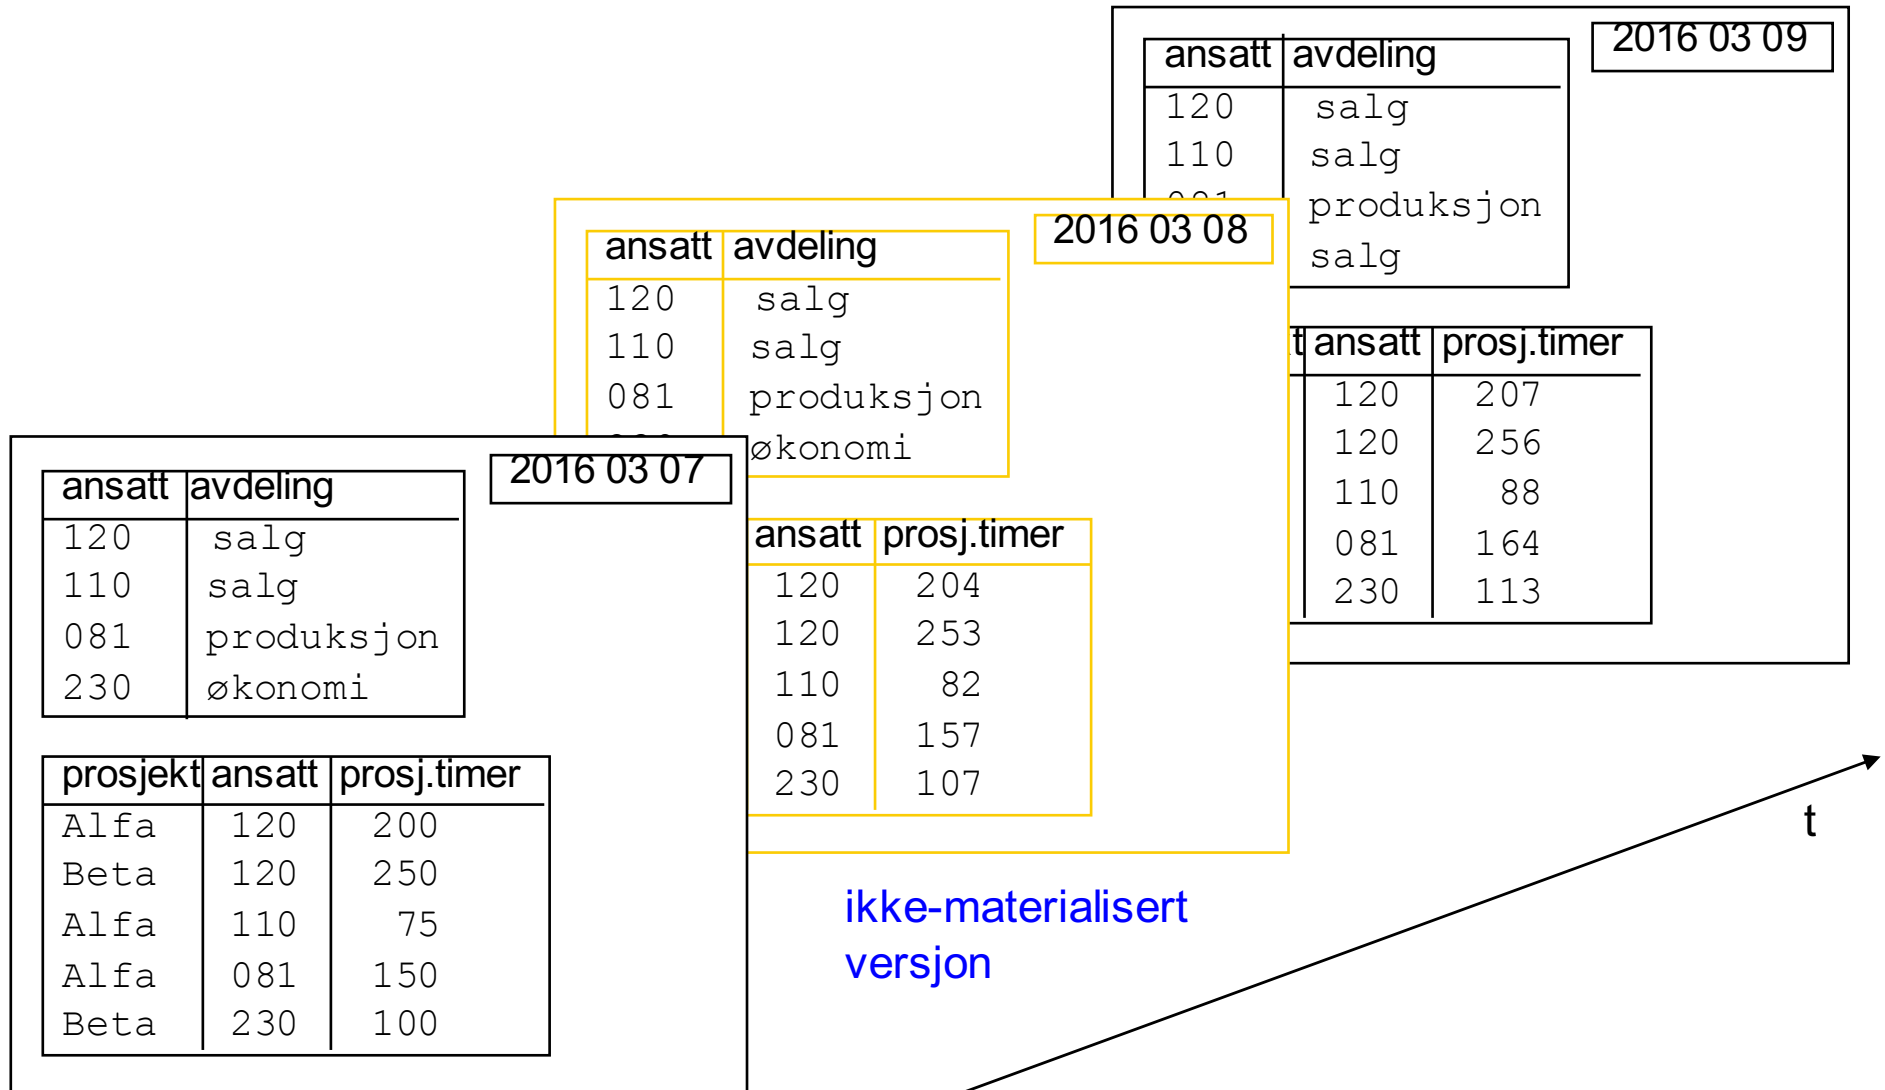 2016 03 09
ansatt avdeling
120 salg
110 salg
produksjon
salg
ansatt prosj.timer
120 207
120 256
110 88
081 164
230 113
2016 03 08
ansatt avdeling
120 salg
110 salg
081 produksjon
økonomi
ansatt prosj.timer
120 204
120 253
110 82
081 157
230 107
2016 03 07
ansatt avdeling
120 salg
110 salg
081 produksjon
230 økonomi
prosjekt ansatt prosj.timer
Alfa 120 200
Beta 120 250
Alfa 110 75
Alfa 081 150
Beta 230 100
ikke-materialisert
versjon
t